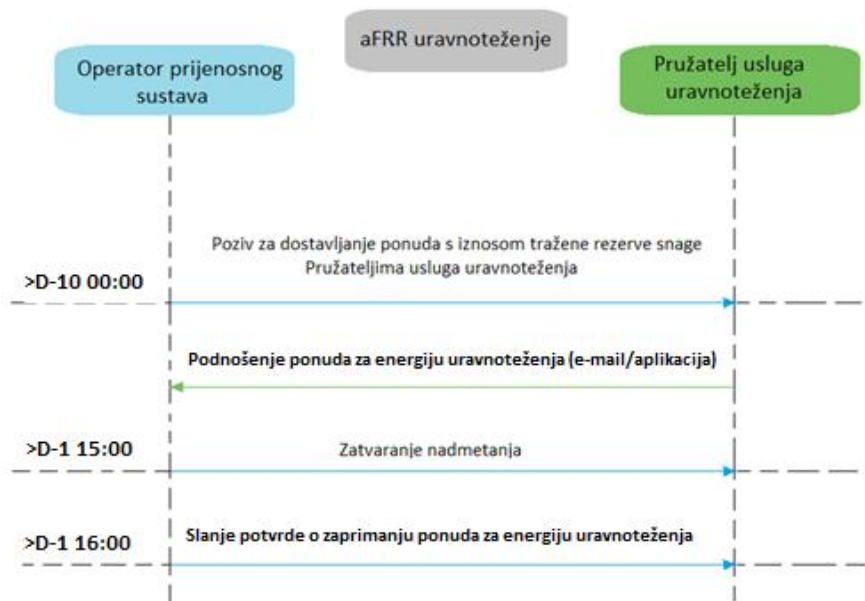 aFRR uravnoteženje
Operator prijenosnog
sustava
Pružatelj usluga
uravnoteženja
Poziv za dostavljanje ponuda s iznosom tražene rezerve snage
Pružateljima usluga uravnoteženja
>D-10 00:00
Podnošenje ponuda za energiju uravnoteženja (e-mail/aplikacija)
>D-1 15:00
Zatvaranje nadmetanja
>D-1 16:00
Slanje potvrde o zaprimanju ponuda za energiju uravnoteženja